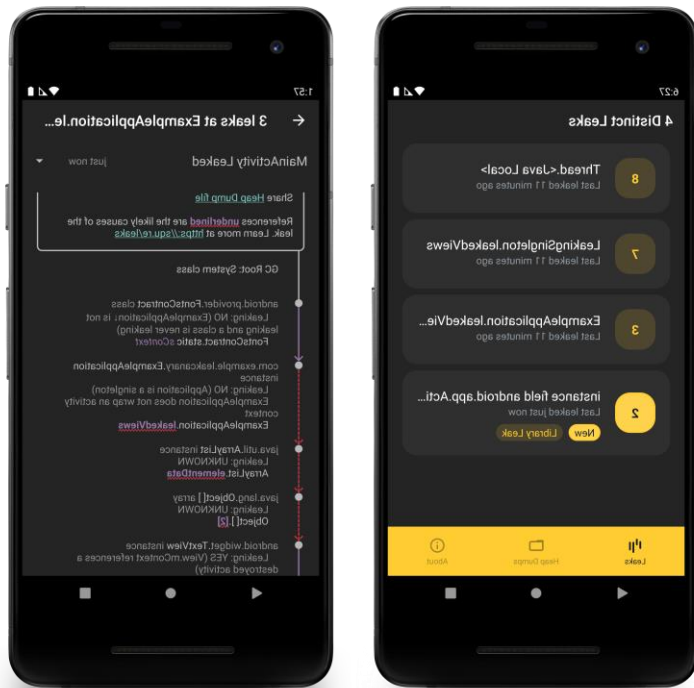 6:27
4 Distinct Leaks
8
Thread.<Java Local>
Last leaked 11 minutes ago
7
LeakingSingleton.leakedViews
Last leaked 11 minutes ago
3
ExampleApplication.leakedVie...
Last leaked 11 minutes ago
2
instance field android.app.Acti...
Last leaked just now
New Library Leak
Leaks Heap Dumps About
1:57
3 leaks at ExampleApplication.le...
MainActivity Leaked just now
Share Heap Dump file
References underlined are the likely causes of the
leak. Learn more at https://squ.re/leaks
GC Root: System class
android.provider.FontsContract class
Leaking: NO (ExampleApplication↓ is not
leaking and a class is never leaking)
FontsContract.static sContext
com.example.leakcanary.ExampleApplication
instance
Leaking: NO (Application is a singleton)
ExampleApplication does not wrap an activity
context
ExampleApplication.leakedViews
java.util.ArrayList instance
Leaking: UNKNOWN
ArrayList.elementData
java.lang.Object[] array
Leaking: UNKNOWN
Object[].[2]
android.widget.TextView instance
Leaking: YES (View.mContext references a
destroyed activity)